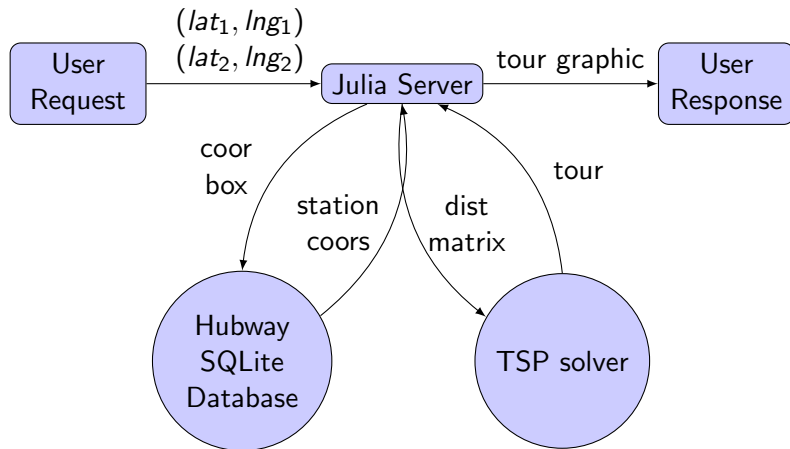 (lat₁, lng₁)
(lat₂, lng₂)
User
Request
Julia Server
tour graphic
User
Response
coor
box
station
coors
dist
matrix
tour
Hubway
SQLite
Database
TSP solver